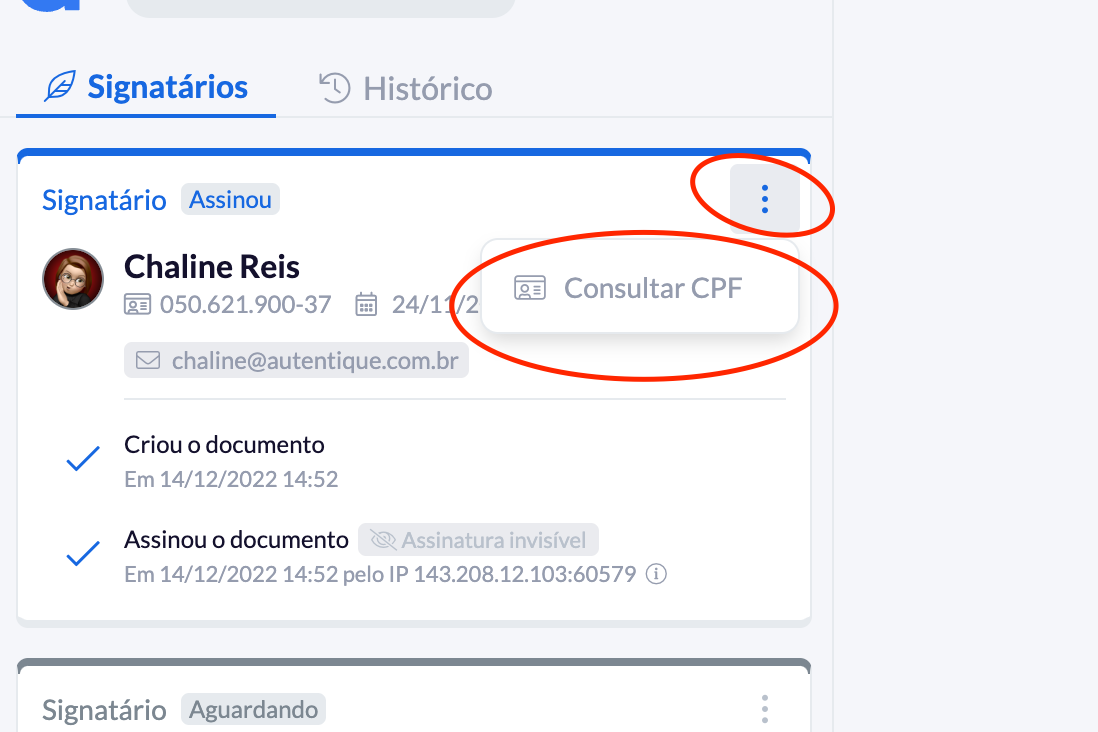 Signatários
Histórico
Signatário Assinou
Chaline Reis
050.621.900-37 24/11/2
Consultar CPF
chaline@autentique.com.br
Criou o documento
Em 14/12/2022 14:52
Assinou o documento Assinatura invisível
Em 14/12/2022 14:52 pelo IP 143.208.12.103:60579
Signatário Aguardando